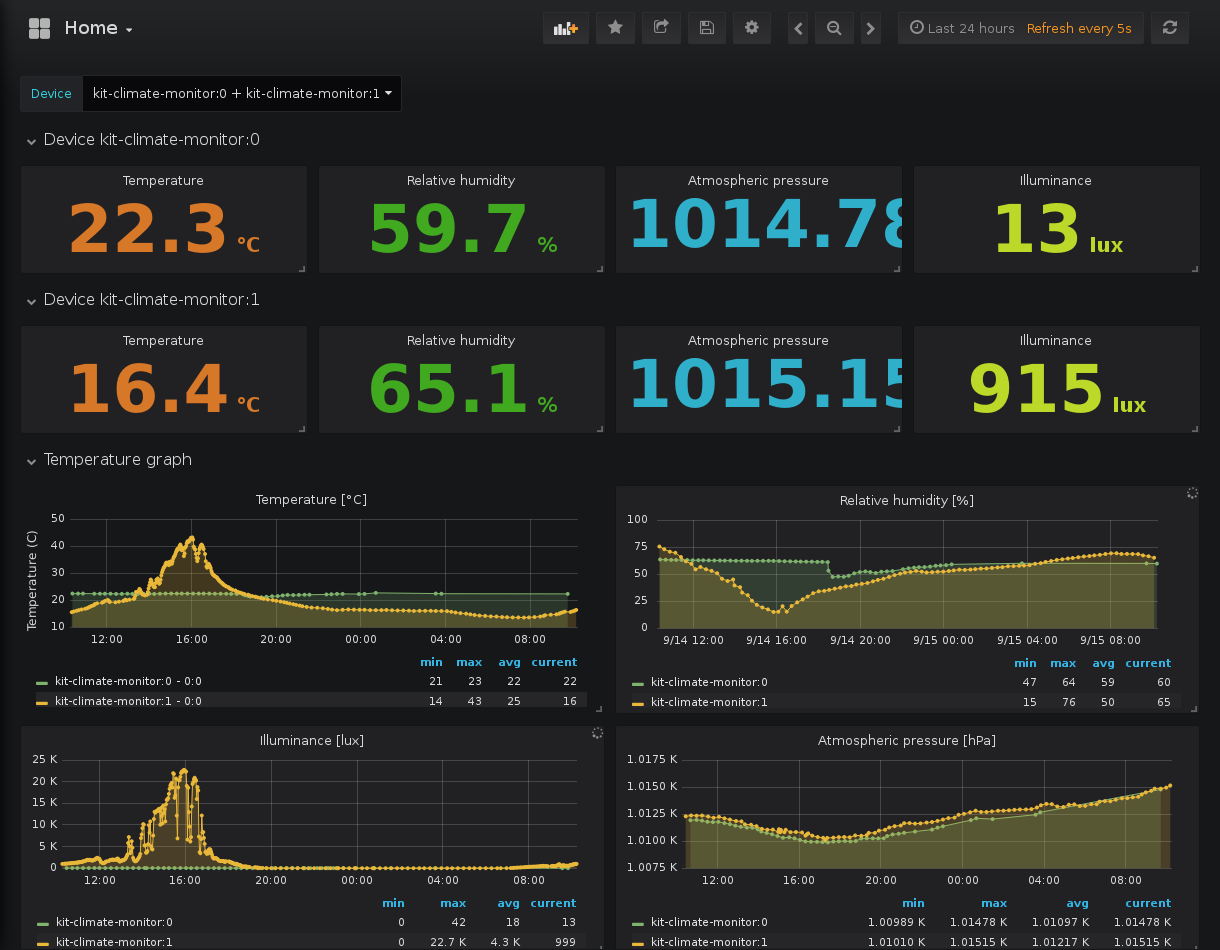 Home
Last 24 hours Refresh every 5s
Device kit-climate-monitor:0 + kit-climate-monitor:1
Device kit-climate-monitor:0
Temperature Relative humidity Atmospheric pressure Illuminance
22.3 °C 59.7 % 1014.78 13 lux
Device kit-climate-monitor:1
Temperature Relative humidity Atmospheric pressure Illuminance
16.4 °C 65.1 % 1015.15 915 lux
Temperature graph
Temperature [°C]
Temperature (C)
50
40
30
20
10
12:00 16:00 20:00 00:00 04:00 08:00
min max avg current
kit-climate-monitor:0 - 0:0 21 23 22 22
kit-climate-monitor:1 - 0:0 14 43 25 16
Relative humidity [%]
100
75
50
25
0
9/14 12:00 9/14 16:00 9/14 20:00 9/15 00:00 9/15 04:00 9/15 08:00
min max avg current
kit-climate-monitor:0 47 64 59 60
kit-climate-monitor:1 15 76 50 65
Illuminance [lux]
25 K
20 K
15 K
10 K
5 K
0
12:00 16:00 20:00 00:00 04:00 08:00
min max avg current
kit-climate-monitor:0 0 42 18 13
kit-climate-monitor:1 0 22.7 K 4.3 K 999
Atmospheric pressure [hPa]
1.0175 K
1.0150 K
1.0125 K
1.0100 K
1.0075 K
12:00 16:00 20:00 00:00 04:00 08:00
min max avg current
kit-climate-monitor:0 1.00989 K 1.01478 K 1.01097 K 1.01478 K
kit-climate-monitor:1 1.01010 K 1.01515 K 1.01217 K 1.01515 K